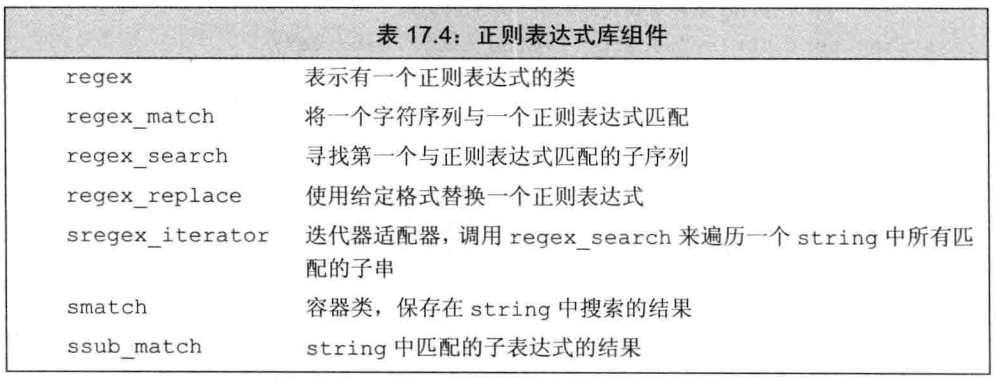 表 17.4：正则表达式库组件
regex 表示有一个正则表达式的类
regex_match 将一个字符序列与一个正则表达式匹配
regex_search 寻找第一个与正则表达式匹配的子序列
regex_replace 使用给定格式替换一个正则表达式
sregex_iterator 迭代器适配器，调用 regex_search 来遍历一个 string 中所有匹
配的子串
smatch 容器类，保存在 string 中搜索的结果
ssub_match string 中匹配的子表达式的结果